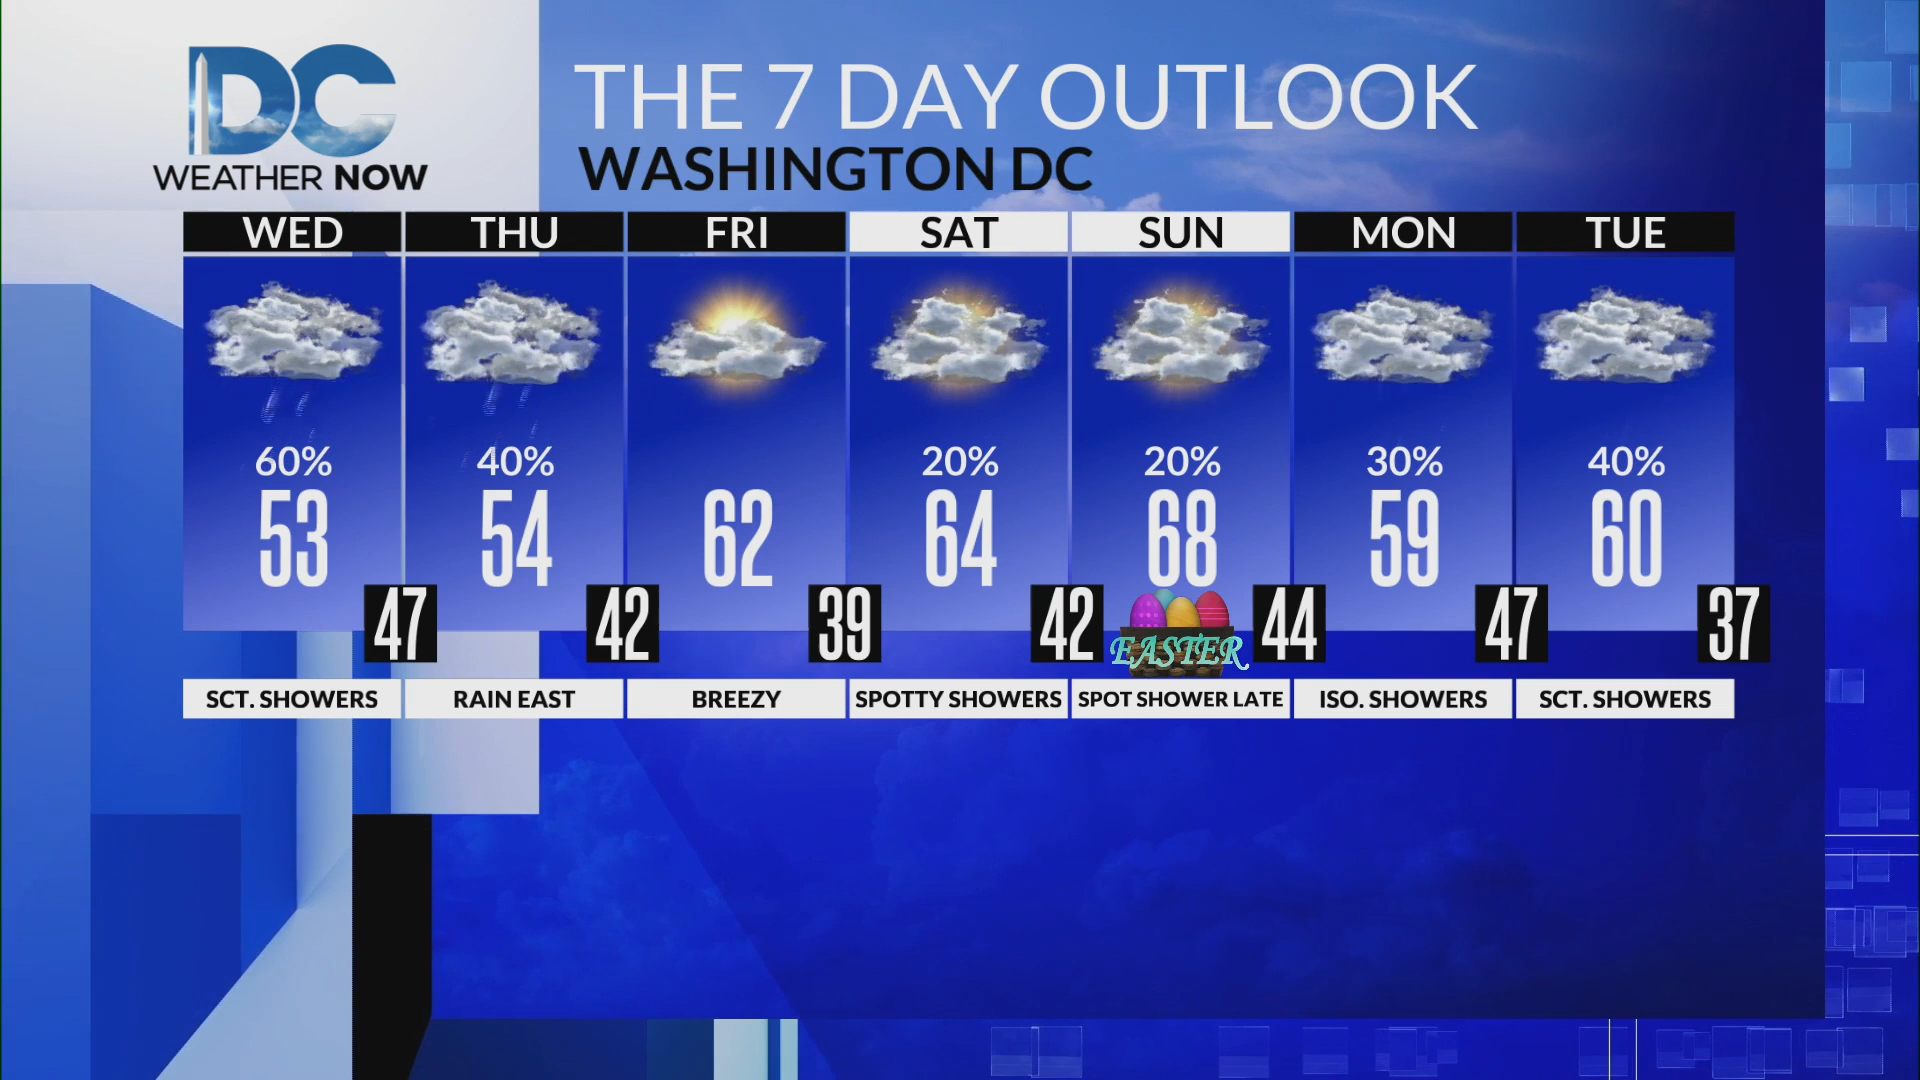 DC
WEATHER NOW
THE 7 DAY OUTLOOK
WASHINGTON DC
WED THU FRI SAT SUN MON TUE
60% 40% 20% 20% 30% 40%
53 54 62 64 68 59 60
47 42 39 42 44 47 37
EASTER
SCT. SHOWERS RAIN EAST BREEZY SPOTTY SHOWERS SPOT SHOWER LATE ISO. SHOWERS SCT. SHOWERS